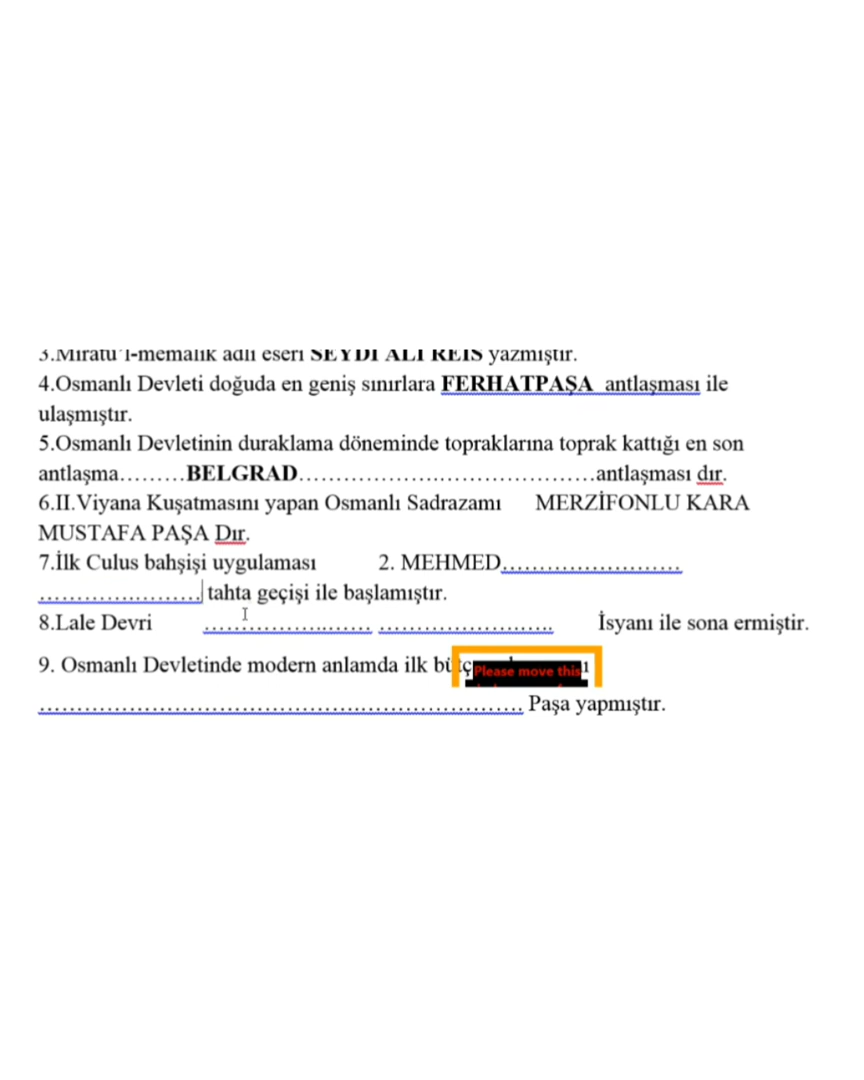 3.Miratu'l-memalik adlı eseri SEYDI ALI REIS yazmıştır.
4.Osmanlı Devleti doğuda en geniş sınırlara FERHATPAŞA antlaşması ile
ulaşmıştır.
5.Osmanlı Devletinin duraklama döneminde topraklarına toprak kattığı en son
antlaşma………BELGRAD…………………………………antlaşması dır.
6.II.Viyana Kuşatmasını yapan Osmanlı Sadrazamı MERZİFONLU KARA
MUSTAFA PAŞA Dır.
7.İlk Culus bahşişi uygulaması 2. MEHMED……………………
…………………tahta geçişi ile başlamıştır.
8.Lale Devri ………………… ………………… İsyanı ile sona ermiştir.
9. Osmanlı Devletinde modern anlamda ilk Please move this
………………………………………………… Paşa yapmıştır.